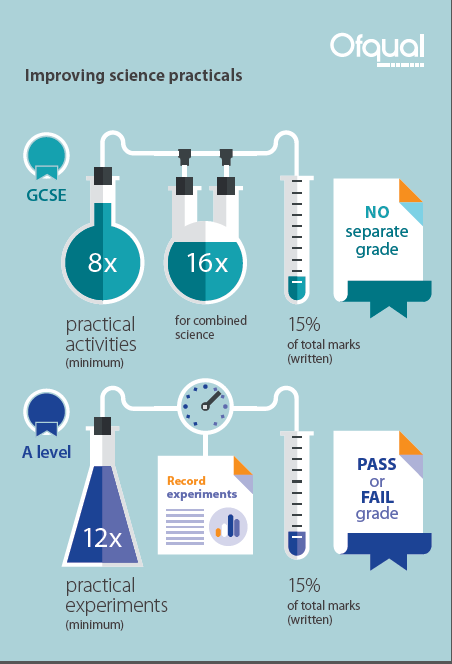 Ofqual
Improving science practicals
GCSE
8x
16x
NO
separate
grade
practical
activities
(minimum)
for combined
science
15%
of total marks
(written)
A level
12x
Record
experiments
PASS
or
FAIL
grade
practical
experiments
(minimum)
15%
of total marks
(written)